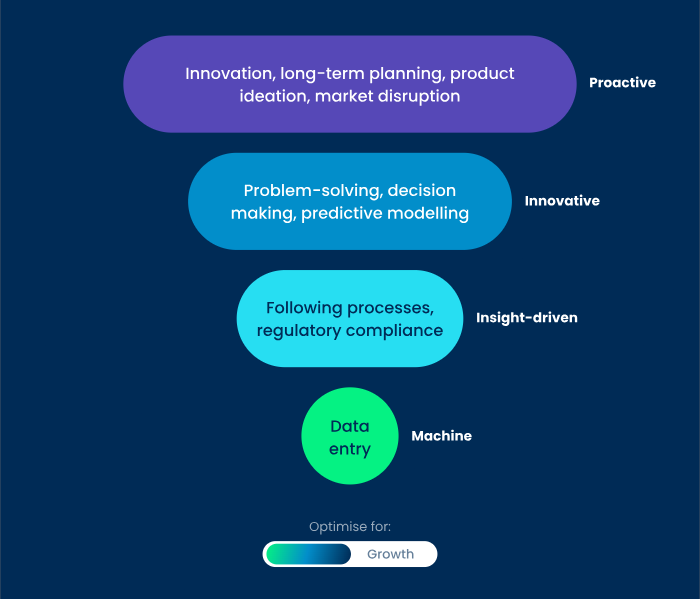 Innovation, long-term planning, product
ideation, market disruption
Proactive
Problem-solving, decision
making, predictive modelling
Innovative
Following processes,
regulatory compliance
Insight-driven
Data
entry
Machine
Optimise for:
Growth